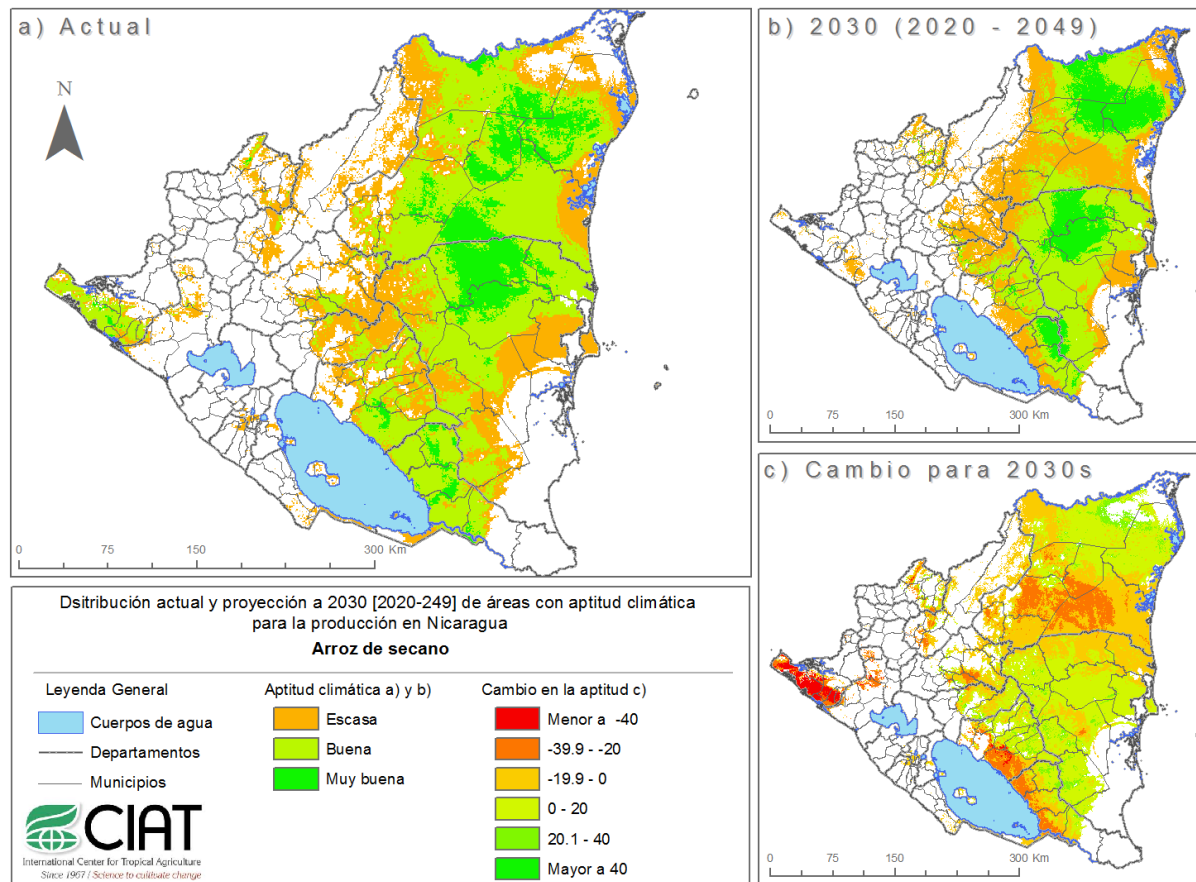 a) Actual
N
0 75 150 300 Km
b) 2030 (2020 - 2049)
0 75 150 300 Km
c) Cambio para 2030s
0 75 150 300 Km
Dsitribución actual y proyección a 2030 [2020-249] de áreas con aptitud climática
para la producción en Nicaragua
Arroz de secano
Leyenda General
Cuerpos de agua
Departamentos
Municipios
Aptitud climática a) y b)
Escasa
Buena
Muy buena
Cambio en la aptitud c)
Menor a -40
-39.9 - -20
-19.9 - 0
0 - 20
20.1 - 40
Mayor a 40
CIAT
International Center for Tropical Agriculture
Since 1967 / Science to cultivate change